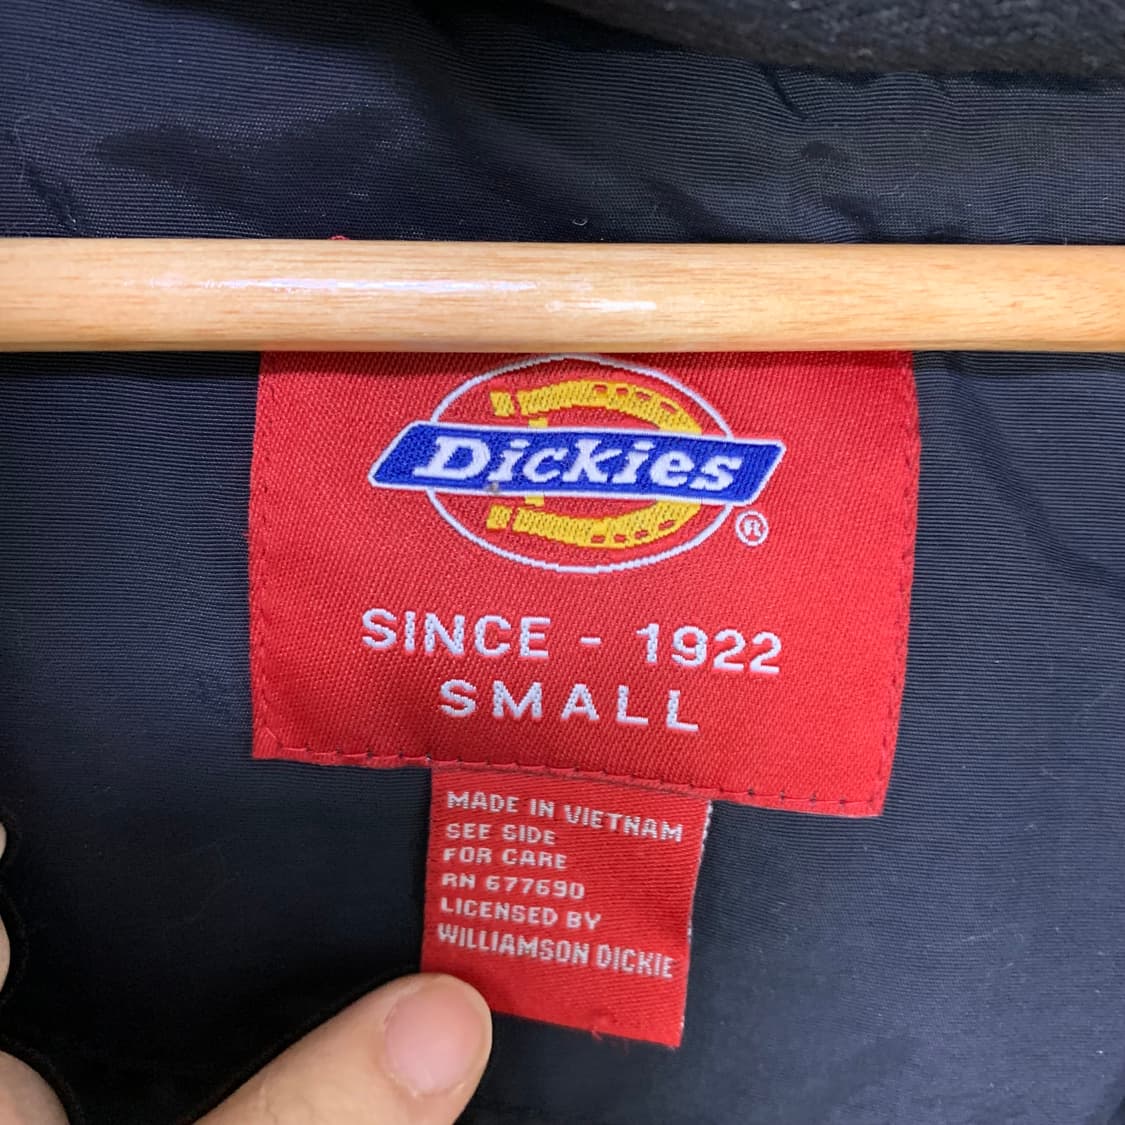 Dickies
®
SINCE - 1922
SMALL
MADE IN VIETNAM
SEE SIDE
FOR CARE
RN 677690
LICENSED BY
WILLIAMSON DICKIE